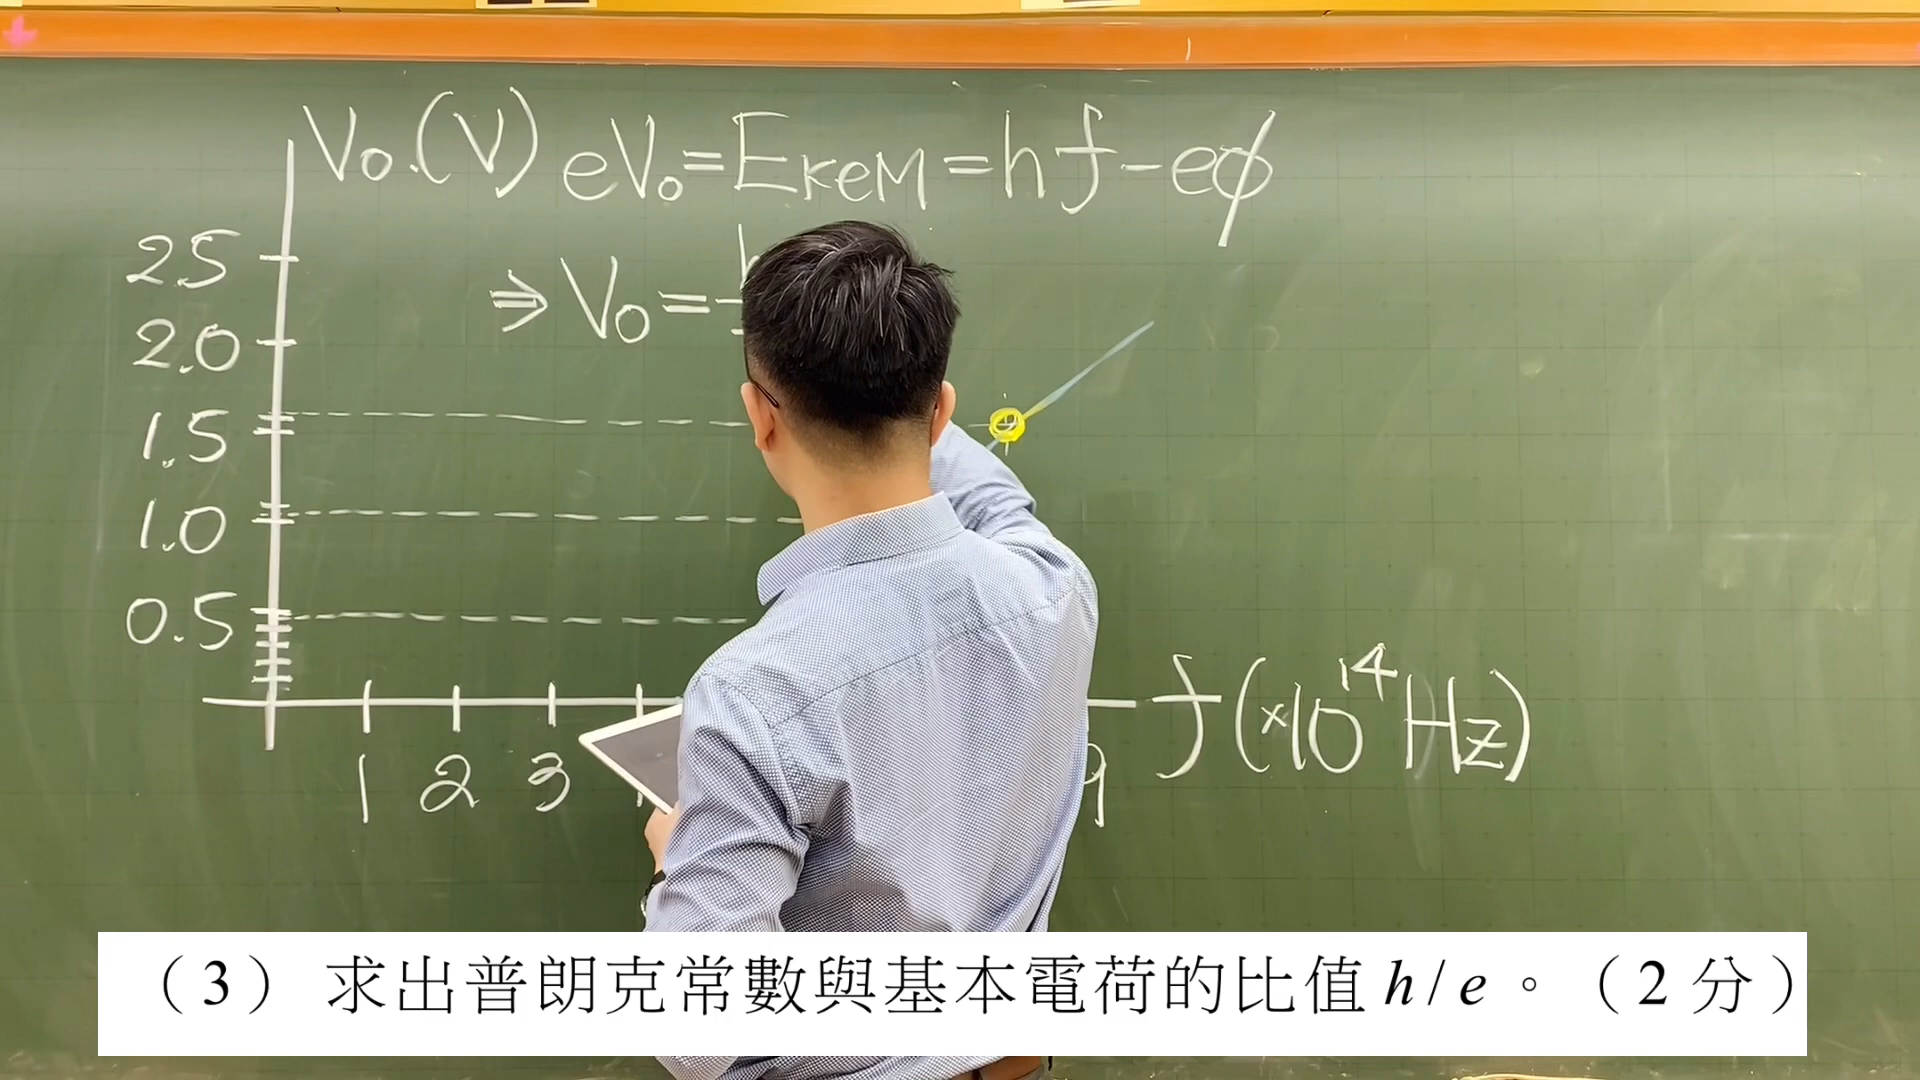 V₀.(V) eV₀=EₖₑM=hf-eϕ
⇒ V₀=
2.5
2.0
1.5
1.0
0.5
f(×10¹⁴Hz)
1 2 3 9
(3) 求出普朗克常數與基本電荷的比值 h/e。(2 分)